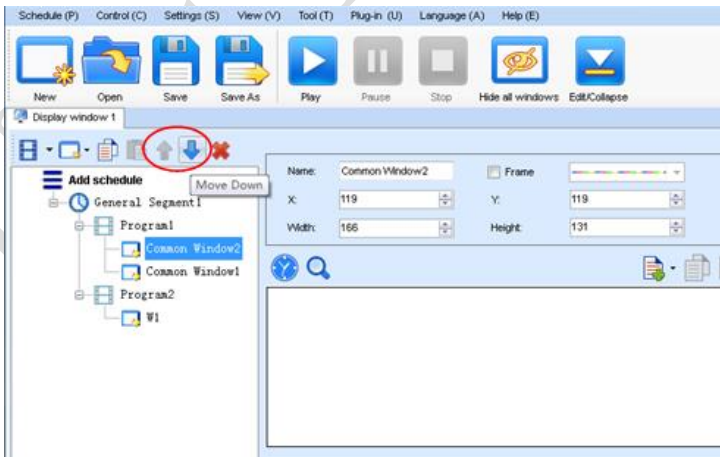 Schedule (P) Control (C) Settings (S) View (V) Tool (T) Plug-in (U) Language (A) Help (E)
New Open Save Save As Play Pause Stop Hide all windows Edit/Collapse
Display window 1
Move Down
Add schedule
General Segment1
Program1
Common Window2
Common Window1
Program2
W1
Name: Common Window2 Frame
X: 119 Y: 119
Width: 166 Height: 131